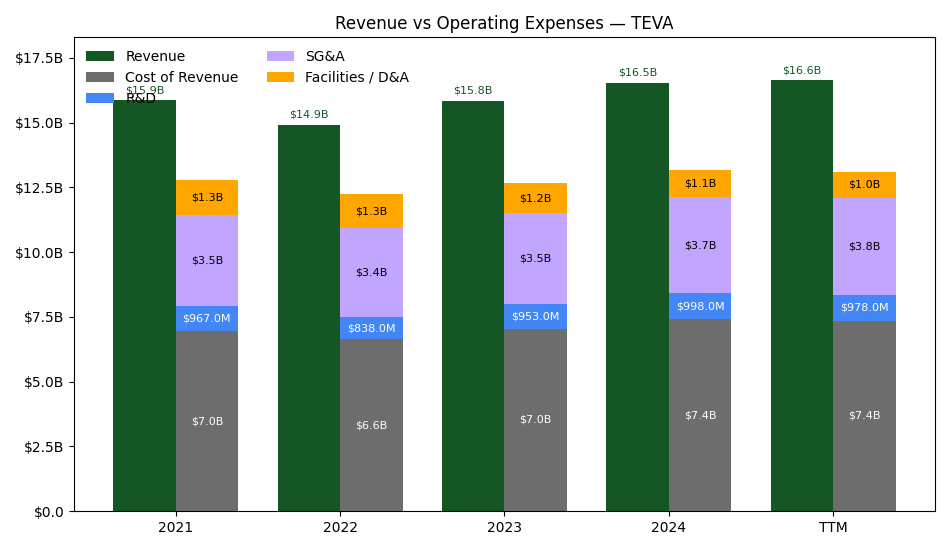 Revenue vs Operating Expenses — TEVA
$17.5B
$15.0B
$12.5B
$10.0B
$7.5B
$5.0B
$2.5B
$0.0
Revenue
Cost of Revenue
R&D
SG&A
Facilities / D&A
$15.9B
$14.9B
$15.8B
$16.5B
$16.6B
$1.3B
$1.3B
$1.2B
$1.1B
$1.0B
$3.5B
$3.4B
$3.5B
$3.7B
$3.8B
$967.0M
$838.0M
$953.0M
$998.0M
$978.0M
$7.0B
$6.6B
$7.0B
$7.4B
$7.4B
2021
2022
2023
2024
TTM